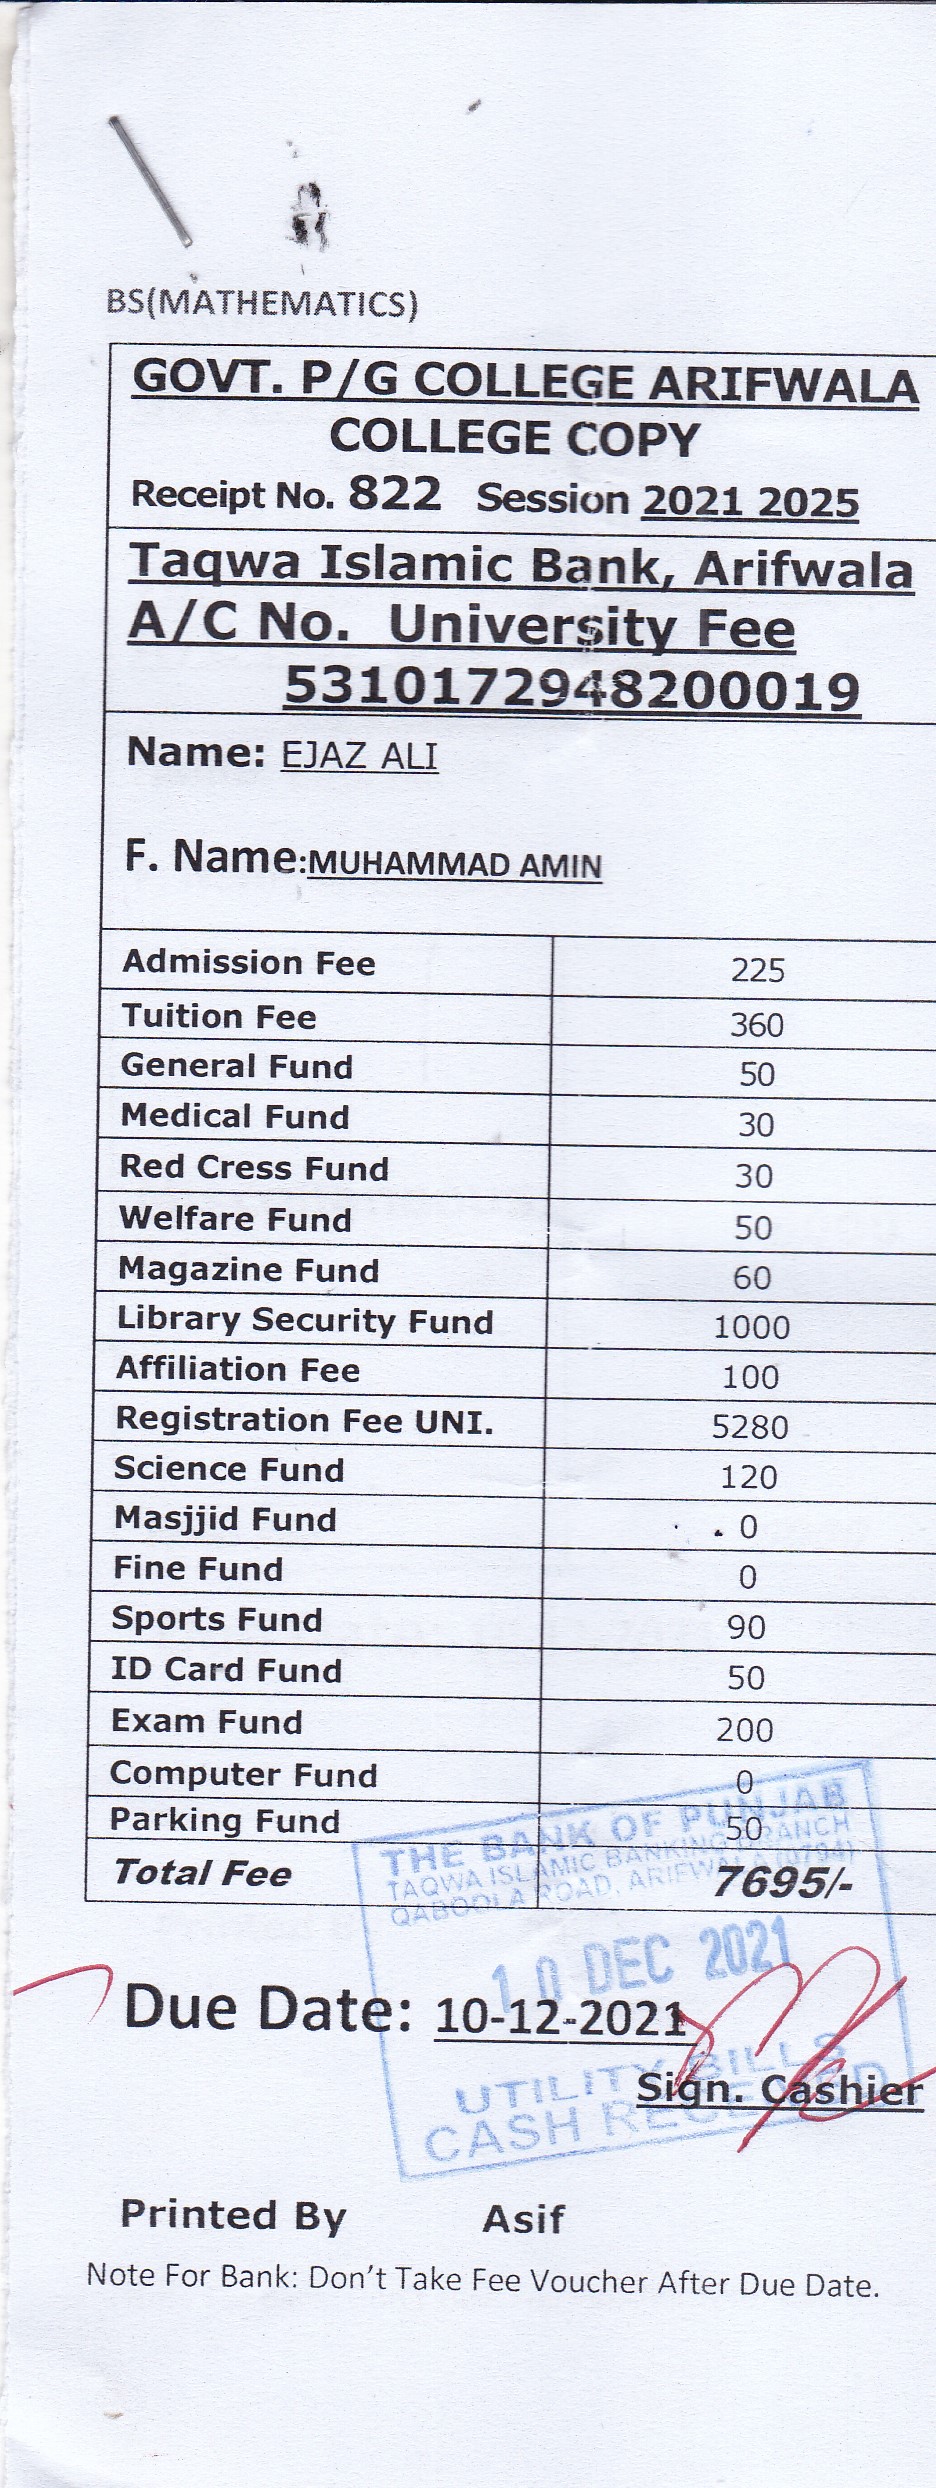 BS(MATHEMATICS)
GOVT. P/G COLLEGE ARIFWALA
COLLEGE COPY
Receipt No. 822 Session 2021 2025
Taqwa Islamic Bank, Arifwala
A/C No. University Fee
5310172948200019
Name: EJAZ ALI
F. Name:MUHAMMAD AMIN
Admission Fee 225
Tuition Fee 360
General Fund 50
Medical Fund 30
Red Cress Fund 30
Welfare Fund 50
Magazine Fund 60
Library Security Fund 1000
Affiliation Fee 100
Registration Fee UNI. 5280
Science Fund 120
Masjjid Fund 0
Fine Fund 0
Sports Fund 90
ID Card Fund 50
Exam Fund 200
Computer Fund 0
Parking Fund 50
Total Fee 7695/-
THE BANK OF PUNJAB
TAQWA ISLAMIC BANKING BRANCH
QABOOLA ROAD, ARIFWALA (0794)
10 DEC 2021
Due Date: 10-12-2021
UTILITY BILLS
CASH RECEIVED
Sign. Cashier
Printed By Asif
Note For Bank: Don't Take Fee Voucher After Due Date.